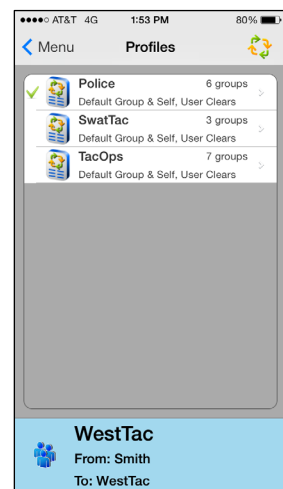 AT&T 4G 1:53 PM 80%
Menu Profiles
Police 6 groups
Default Group & Self, User Clears
SwatTac 3 groups
Default Group & Self, User Clears
TacOps 7 groups
Default Group & Self, User Clears
WestTac
From: Smith
To: WestTac